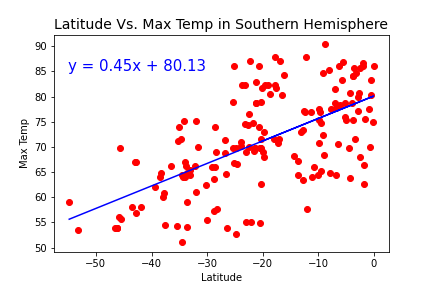 Latitude Vs. Max Temp in Southern Hemisphere
y = 0.45x + 80.13
90
85
80
75
70
65
60
55
50
Max Temp
−50 −40 −30 −20 −10 0
Latitude